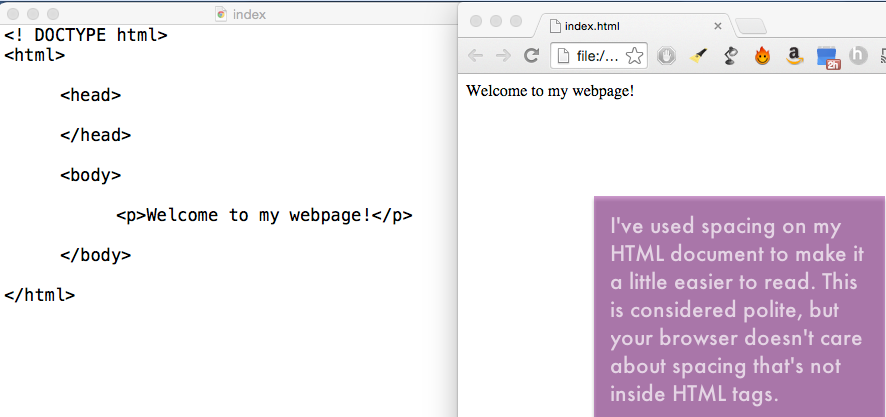 index
<! DOCTYPE html>
<html>
<head>
</head>
<body>
<p>Welcome to my webpage!</p>
</body>
</html>
index.html
file:/...
2h
h
Welcome to my webpage!
I've used spacing on my
HTML document to make it
a little easier to read. This
is considered polite, but
your browser doesn't care
about spacing that's not
inside HTML tags.